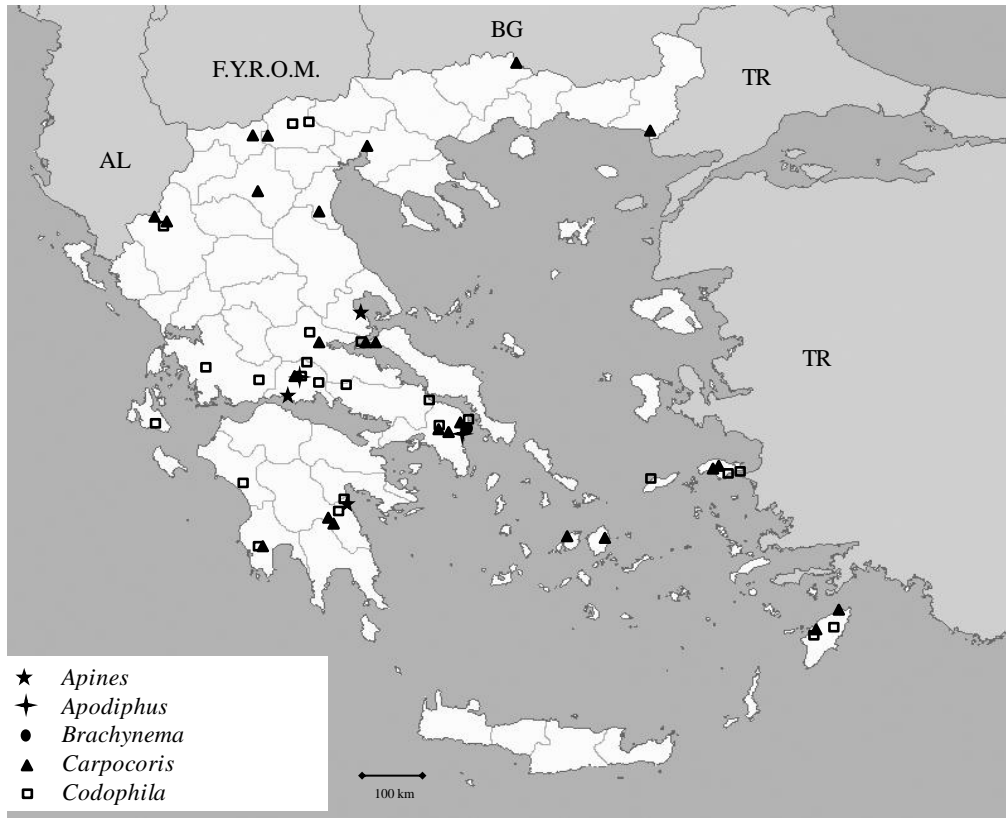 BG
F.Y.R.O.M.
TR
AL
TR
Apines
Apodiphus
Brachynema
Carpocoris
Codophila
100 km